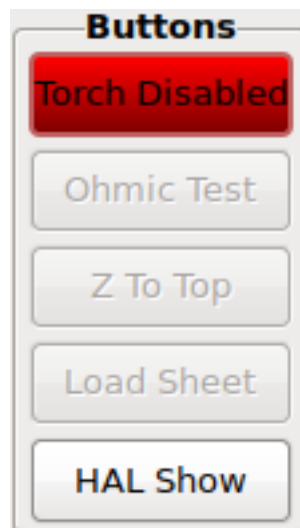 Buttons
Torch Disabled
Ohmic Test
Z To Top
Load Sheet
HAL Show